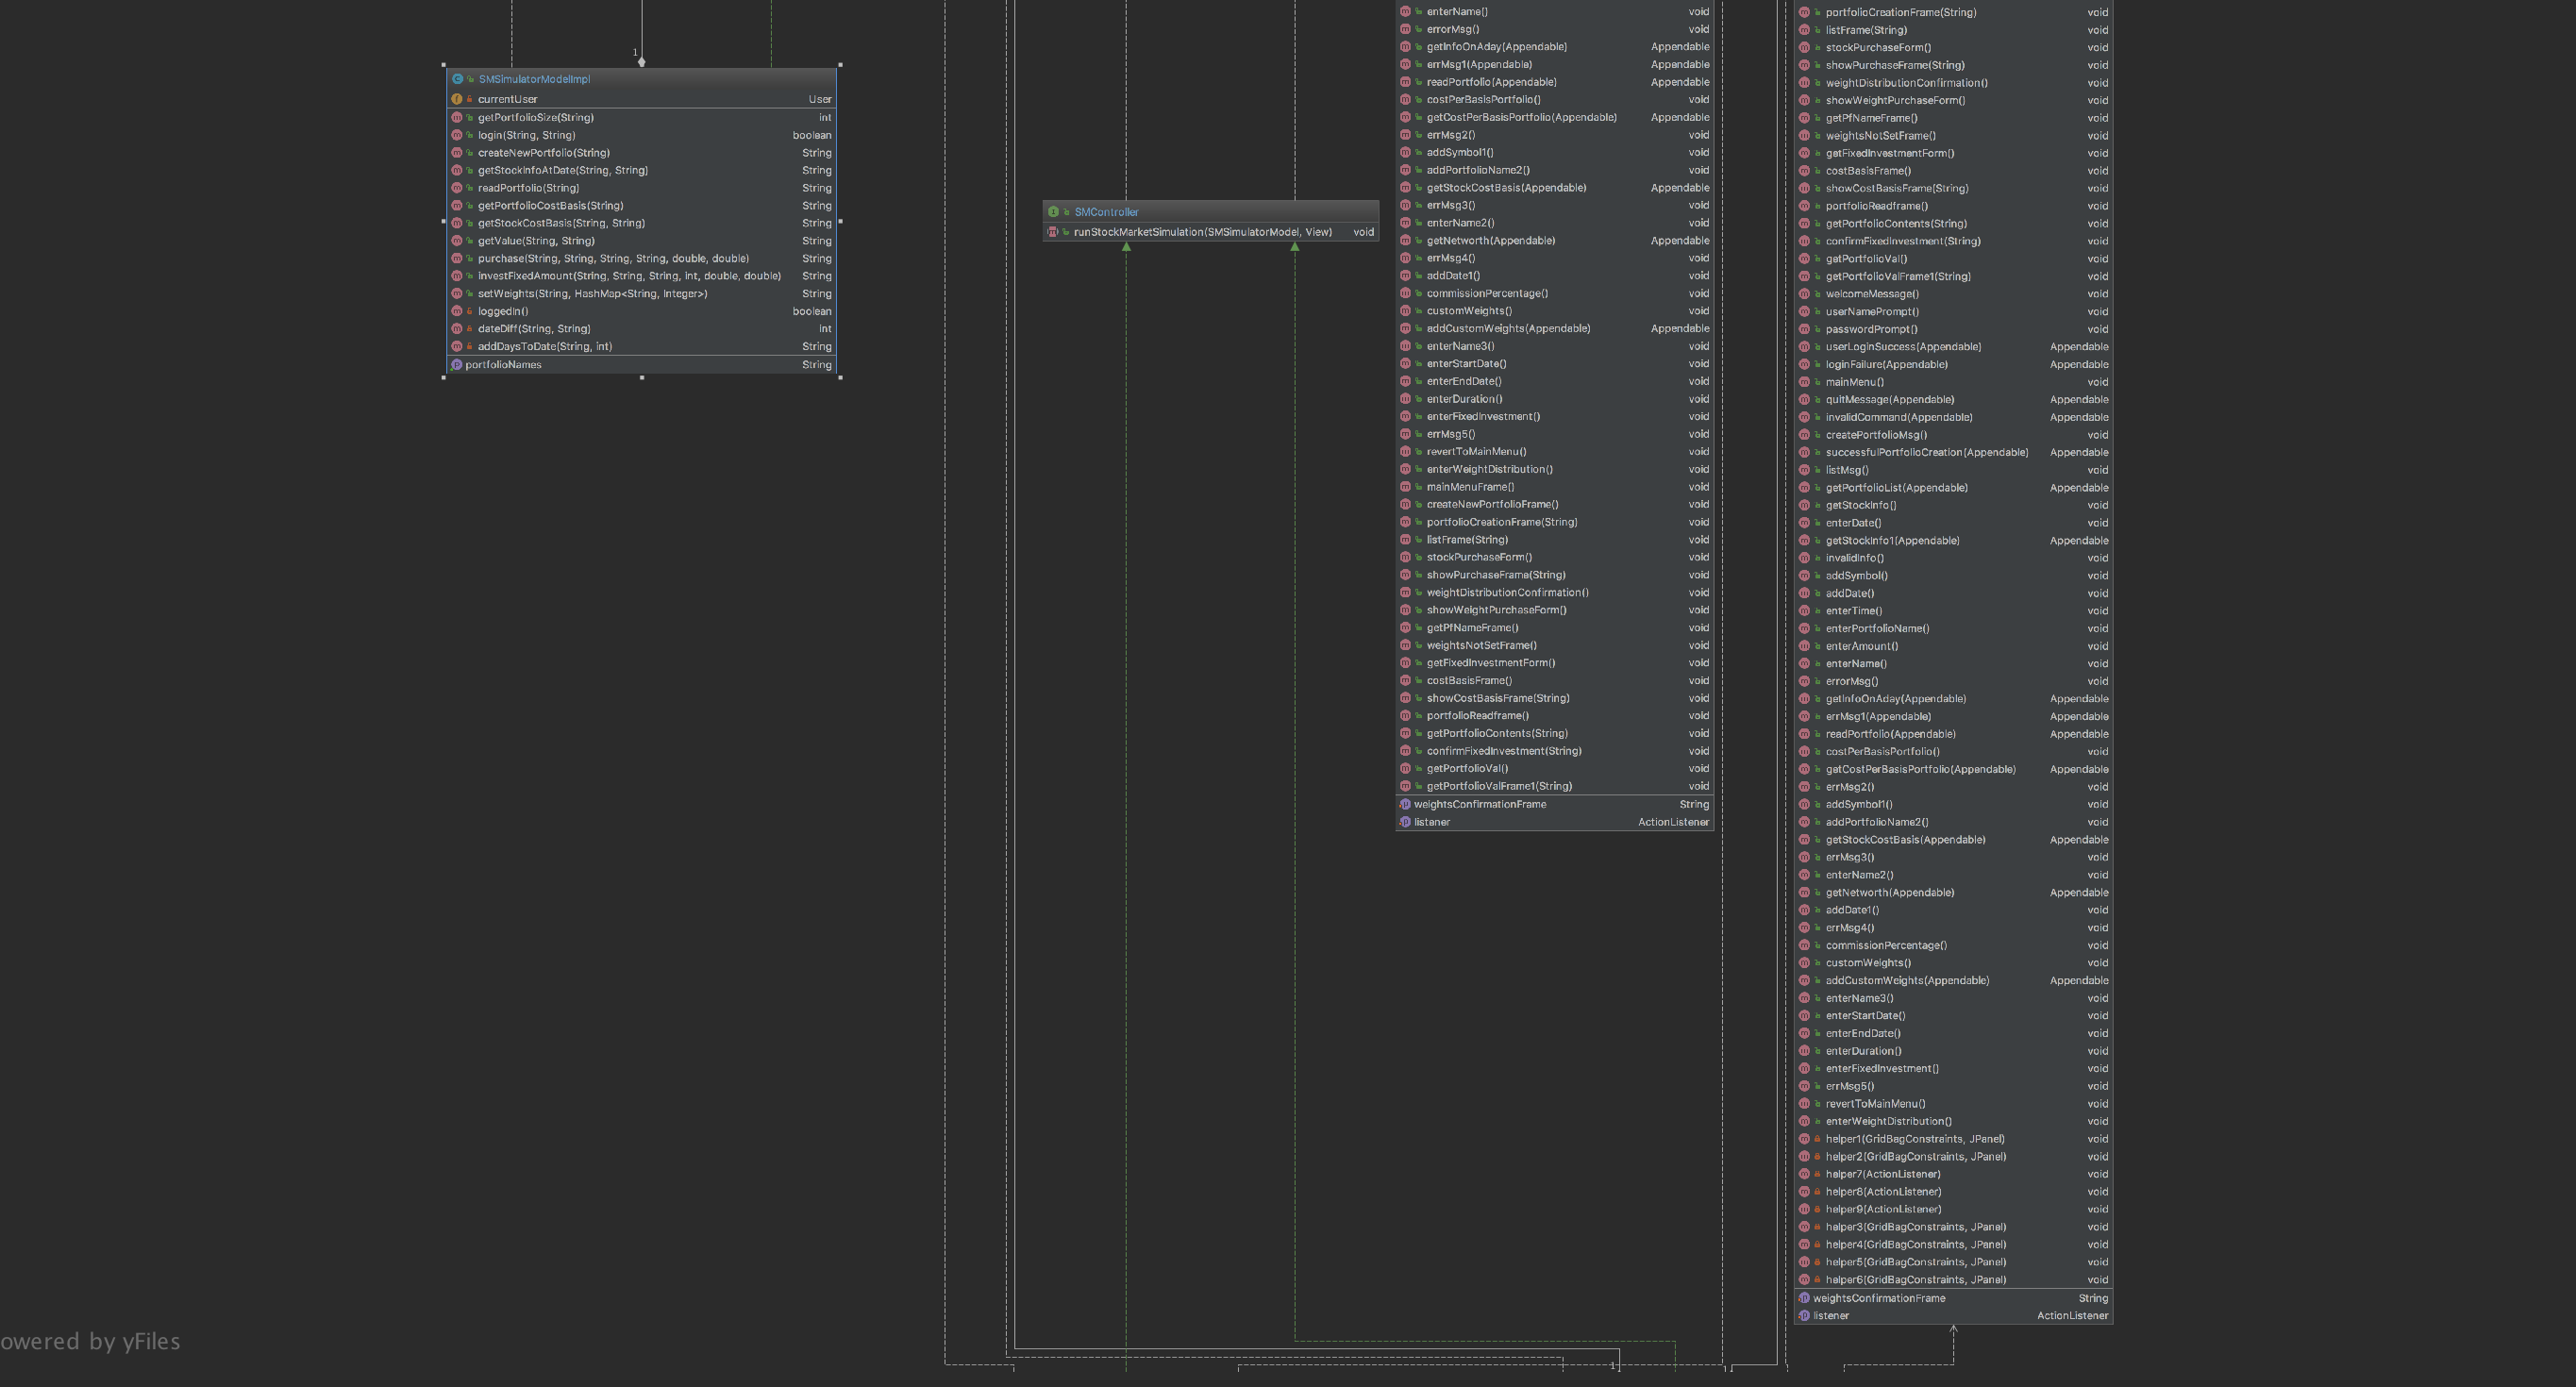 1
SMSimulatorModelImpl
currentUser User
getPortfolioSize(String) int
login(String, String) boolean
createNewPortfolio(String) String
getStockInfoAtDate(String, String) String
readPortfolio(String) String
getPortfolioCostBasis(String) String
getStockCostBasis(String, String) String
getValue(String, String) String
purchase(String, String, String, String, double, double) String
investFixedAmount(String, String, String, int, double, double) String
setWeights(String, HashMap<String, Integer>) String
loggedIn() boolean
dateDiff(String, String) int
addDaysToDate(String, int) String
portfolioNames String
SMController
runStockMarketSimulation(SMSimulatorModel, View) void
enterName() void
errorMsg() void
getInfoOnAday(Appendable) Appendable
errMsg1(Appendable) Appendable
readPortfolio(Appendable) Appendable
costPerBasisPortfolio() void
getCostPerBasisPortfolio(Appendable) Appendable
errMsg2() void
addSymbol1() void
addPortfolioName2() void
getStockCostBasis(Appendable) Appendable
errMsg3() void
enterName2() void
getNetworth(Appendable) Appendable
errMsg4() void
addDate1() void
commissionPercentage() void
customWeights() void
addCustomWeights(Appendable) Appendable
enterName3() void
enterStartDate() void
enterEndDate() void
enterDuration() void
enterFixedInvestment() void
errMsg5() void
revertToMainMenu() void
enterWeightDistribution() void
mainMenuFrame() void
createNewPortfolioFrame() void
portfolioCreationFrame(String) void
listFrame(String) void
stockPurchaseForm() void
showPurchaseFrame(String) void
weightDistributionConfirmation() void
showWeightPurchaseForm() void
getPfNameFrame() void
weightsNotSetFrame() void
getFixedInvestmentForm() void
costBasisFrame() void
showCostBasisFrame(String) void
portfolioReadframe() void
getPortfolioContents(String) void
confirmFixedInvestment(String) void
getPortfolioVal() void
getPortfolioValFrame1(String) void
weightsConfirmationFrame String
listener ActionListener
portfolioCreationFrame(String) void
listFrame(String) void
stockPurchaseForm() void
showPurchaseFrame(String) void
weightDistributionConfirmation() void
showWeightPurchaseForm() void
getPfNameFrame() void
weightsNotSetFrame() void
getFixedInvestmentForm() void
costBasisFrame() void
showCostBasisFrame(String) void
portfolioReadframe() void
getPortfolioContents(String) void
confirmFixedInvestment(String) void
getPortfolioVal() void
getPortfolioValFrame1(String) void
welcomeMessage() void
userNamePrompt() void
passwordPrompt() void
userLoginSuccess(Appendable) Appendable
loginFailure(Appendable) Appendable
mainMenu() void
quitMessage(Appendable) Appendable
invalidCommand(Appendable) Appendable
createPortfolioMsg() void
successfulPortfolioCreation(Appendable) Appendable
listMsg() void
getPortfolioList(Appendable) Appendable
getStockInfo() void
enterDate() void
getStockInfo1(Appendable) Appendable
invalidInfo() void
addSymbol() void
addDate() void
enterTime() void
enterPortfolioName() void
enterAmount() void
enterName() void
errorMsg() void
getInfoOnAday(Appendable) Appendable
errMsg1(Appendable) Appendable
readPortfolio(Appendable) Appendable
costPerBasisPortfolio() void
getCostPerBasisPortfolio(Appendable) Appendable
errMsg2() void
addSymbol1() void
addPortfolioName2() void
getStockCostBasis(Appendable) Appendable
errMsg3() void
enterName2() void
getNetworth(Appendable) Appendable
addDate1() void
errMsg4() void
commissionPercentage() void
customWeights() void
addCustomWeights(Appendable) Appendable
enterName3() void
enterStartDate() void
enterEndDate() void
enterDuration() void
enterFixedInvestment() void
errMsg5() void
revertToMainMenu() void
enterWeightDistribution() void
helper1(GridBagConstraints, JPanel) void
helper2(GridBagConstraints, JPanel) void
helper7(ActionListener) void
helper8(ActionListener) void
helper9(ActionListener) void
helper3(GridBagConstraints, JPanel) void
helper4(GridBagConstraints, JPanel) void
helper5(GridBagConstraints, JPanel) void
helper6(GridBagConstraints, JPanel) void
weightsConfirmationFrame String
listener ActionListener
owered by yFiles
1
1